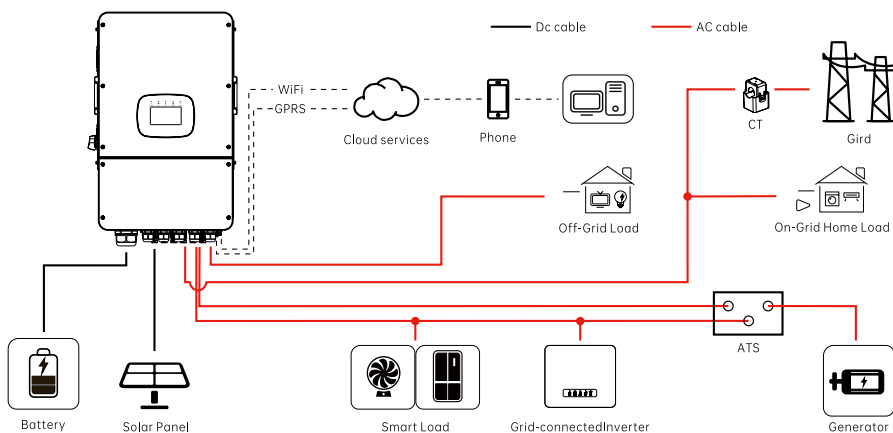 Dc cable
AC cable
WiFi
GPRS
Cloud services
Phone
CT
Gird
Off-Grid Load
On-Grid Home Load
ATS
Battery
Solar Panel
Smart Load
Grid-connectedInverter
Generator